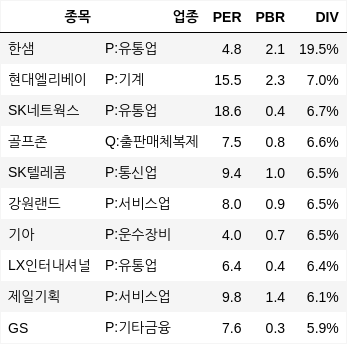 종목 업종 PER PBR DIV
한샘 P:유통업 4.8 2.1 19.5%
현대엘리베이 P:기계 15.5 2.3 7.0%
SK네트웍스 P:유통업 18.6 0.4 6.7%
골프존 Q:출판매체복제 7.5 0.8 6.6%
SK텔레콤 P:통신업 9.4 1.0 6.5%
강원랜드 P:서비스업 8.0 0.9 6.5%
기아 P:운수장비 4.0 0.7 6.5%
LX인터내셔널 P:유통업 6.4 0.4 6.4%
제일기획 P:서비스업 9.8 1.4 6.1%
GS P:기타금융 7.6 0.3 5.9%